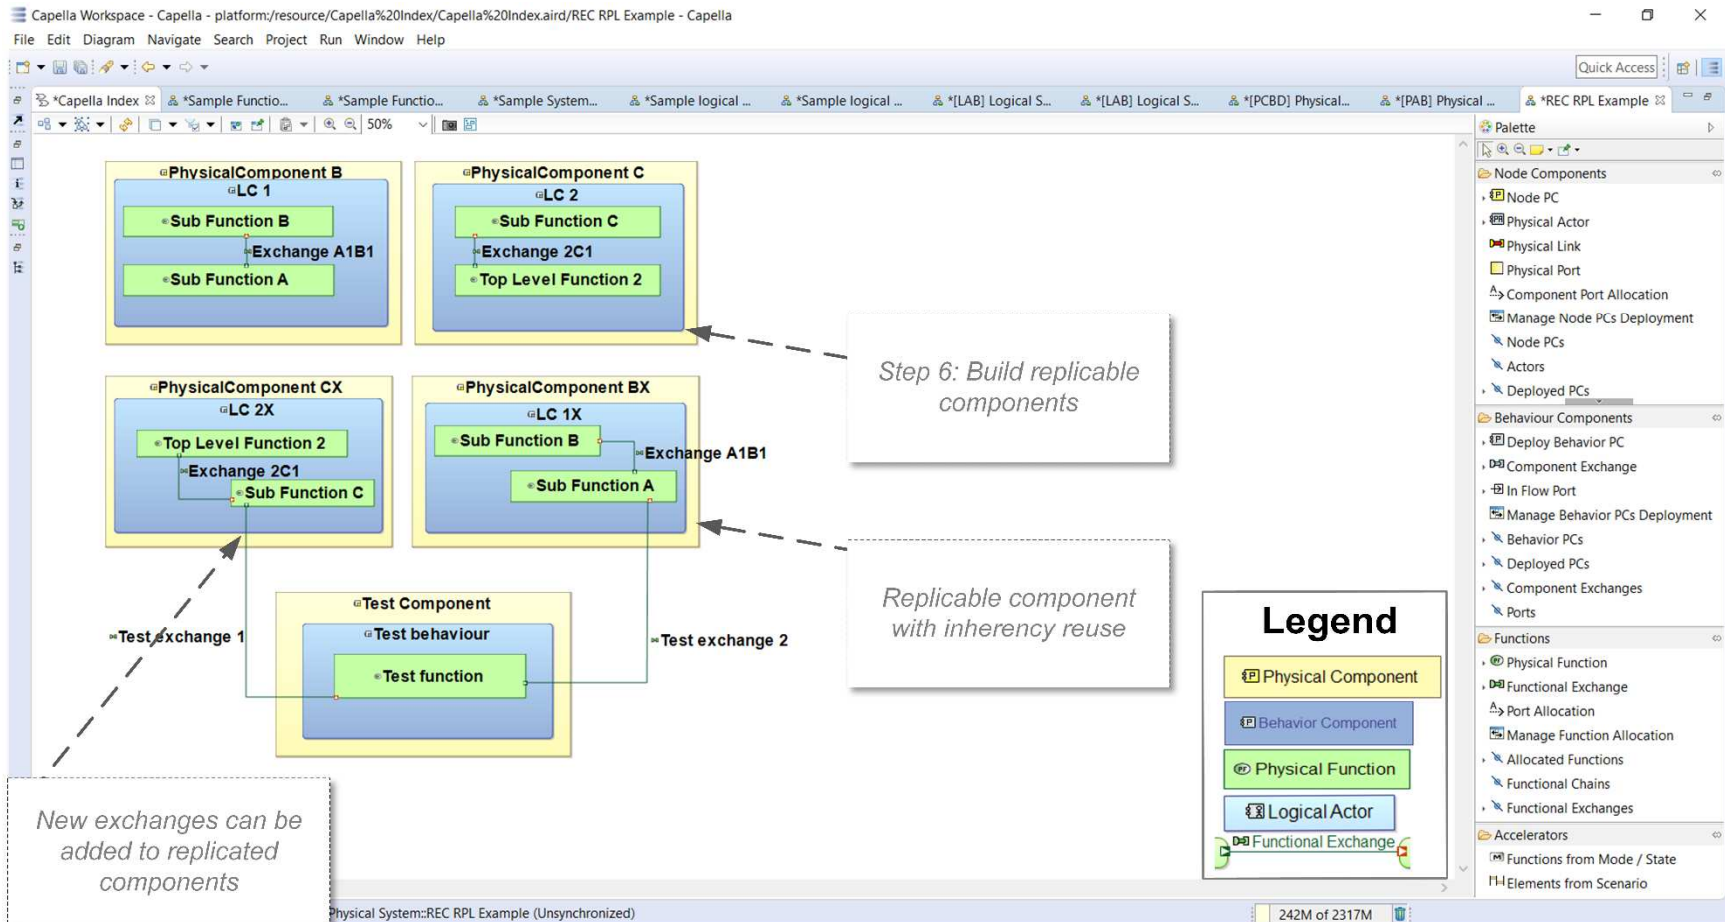 Capella Workspace - Capella - platform:/resource/Capella%20Index/Capella%20Index.aird/REC RPL Example - Capella
File Edit Diagram Navigate Search Project Run Window Help
Quick Access
*Capella Index
*Sample Functio...
*Sample Functio...
*Sample System...
*Sample logical ...
*Sample logical ...
*[LAB] Logical S...
*[LAB] Logical S...
*[PCBD] Physical...
*[PAB] Physical ...
*REC RPL Example
50%
PhysicalComponent B
LC 1
Sub Function B
Exchange A1B1
Sub Function A
PhysicalComponent C
LC 2
Sub Function C
Exchange 2C1
Top Level Function 2
Step 6: Build replicable
components
PhysicalComponent CX
LC 2X
Top Level Function 2
Exchange 2C1
Sub Function C
PhysicalComponent BX
LC 1X
Sub Function B
Exchange A1B1
Sub Function A
Replicable component
with inherency reuse
Test exchange 1
Test Component
Test behaviour
Test function
Test exchange 2
New exchanges can be
added to replicated
components
Legend
Physical Component
Behavior Component
Physical Function
Logical Actor
Functional Exchange
Palette
Node Components
Node PC
Physical Actor
Physical Link
Physical Port
Component Port Allocation
Manage Node PCs Deployment
Node PCs
Actors
Deployed PCs
Behaviour Components
Deploy Behavior PC
Component Exchange
In Flow Port
Manage Behavior PCs Deployment
Behavior PCs
Deployed PCs
Component Exchanges
Ports
Functions
Physical Function
Functional Exchange
Port Allocation
Manage Function Allocation
Allocated Functions
Functional Chains
Functional Exchanges
Accelerators
Functions from Mode / State
Elements from Scenario
Physical System::REC RPL Example (Unsynchronized)
242M of 2317M